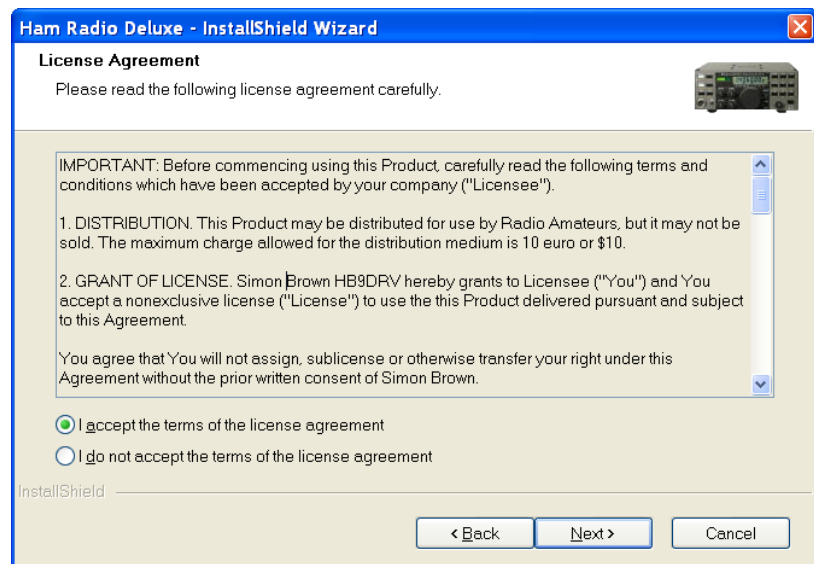 Ham Radio Deluxe - InstallShield Wizard
License Agreement
Please read the following license agreement carefully.
IMPORTANT: Before commencing using this Product, carefully read the following terms and
conditions which have been accepted by your company ("Licensee").
1. DISTRIBUTION. This Product may be distributed for use by Radio Amateurs, but it may not be
sold. The maximum charge allowed for the distribution medium is 10 euro or $10.
2. GRANT OF LICENSE. Simon Brown HB9DRV hereby grants to Licensee ("You") and You
accept a nonexclusive license ("License") to use the this Product delivered pursuant and subject
to this Agreement.
You agree that You will not assign, sublicense or otherwise transfer your right under this
Agreement without the prior written consent of Simon Brown.
I accept the terms of the license agreement
I do not accept the terms of the license agreement
InstallShield
< Back
Next >
Cancel